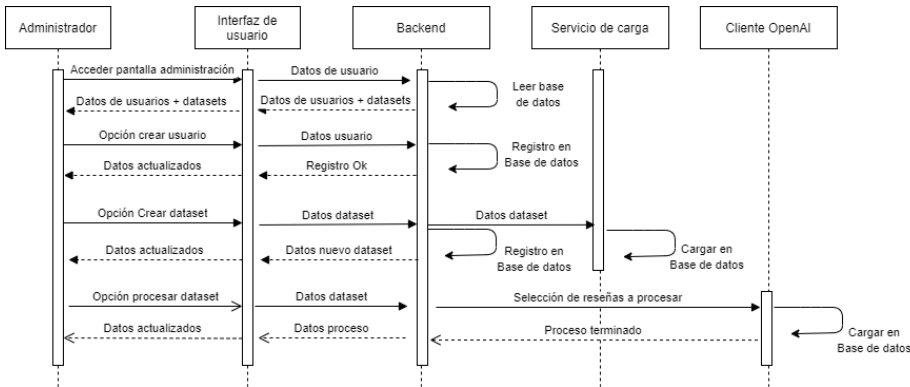 Administrador
Interfaz de
usuario
Backend
Servicio de carga
Cliente OpenAI
Acceder pantalla administración
Datos de usuario
Leer base
de datos
Datos de usuarios + datasets
Datos de usuarios + datasets
Opción crear usuario
Datos usuario
Registro en
Base de datos
Datos actualizados
Registro Ok
Opción Crear dataset
Datos dataset
Datos dataset
Datos actualizados
Datos nuevo dataset
Registro en
Base de datos
Cargar en
Base de datos
Opción procesar dataset
Datos dataset
Selección de reseñas a procesar
Datos actualizados
Datos proceso
Proceso terminado
Cargar en
Base de datos